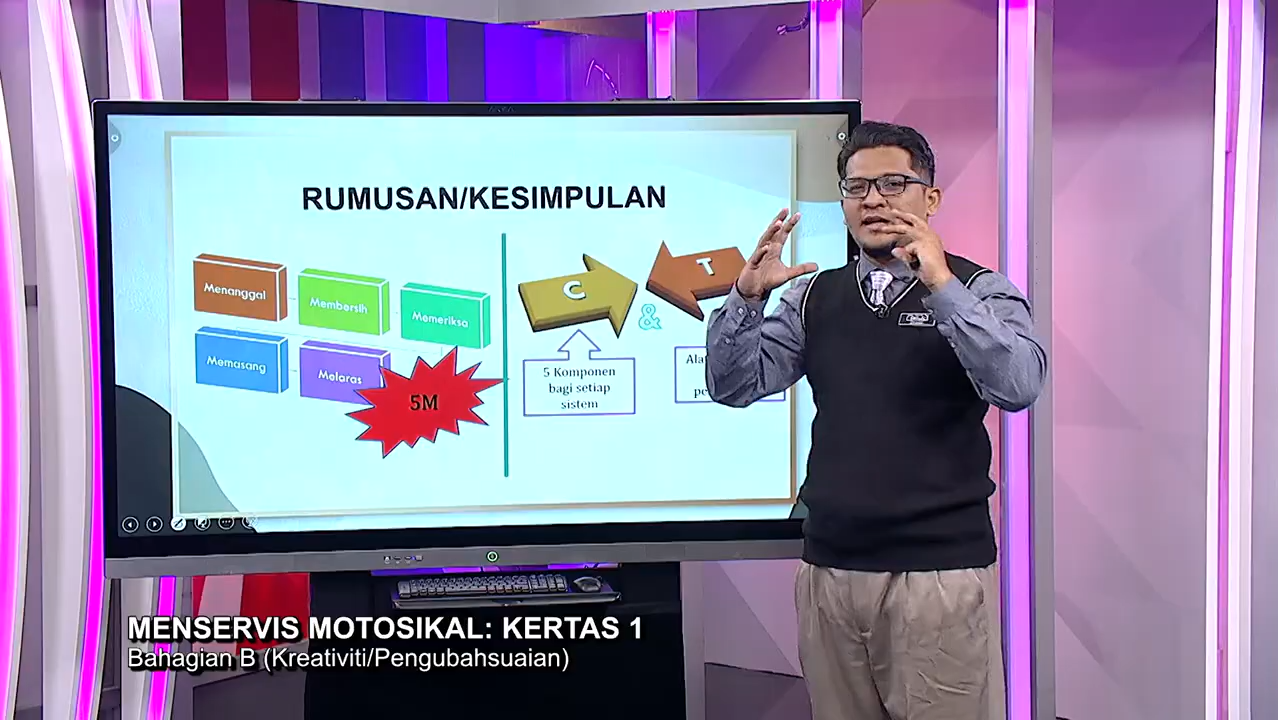 RUMUSAN/KESIMPULAN
Menanggal
Membersih
Memeriksa
Memasang
Melaras
5M
C
&
T
5 Komponen
bagi setiap
sistem
MENSERVIS MOTOSIKAL: KERTAS 1
Bahagian B (Kreativiti/Pengubahsuaian)